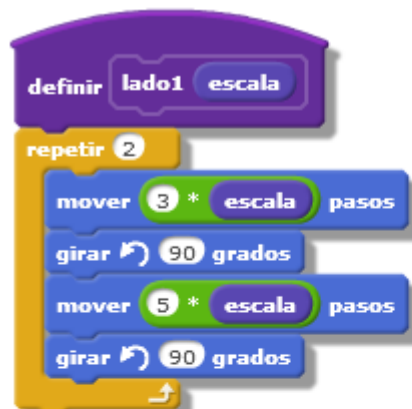 definir lado1 escala
repetir 2
mover 3 * escala pasos
girar 90 grados
mover 5 * escala pasos
girar 90 grados